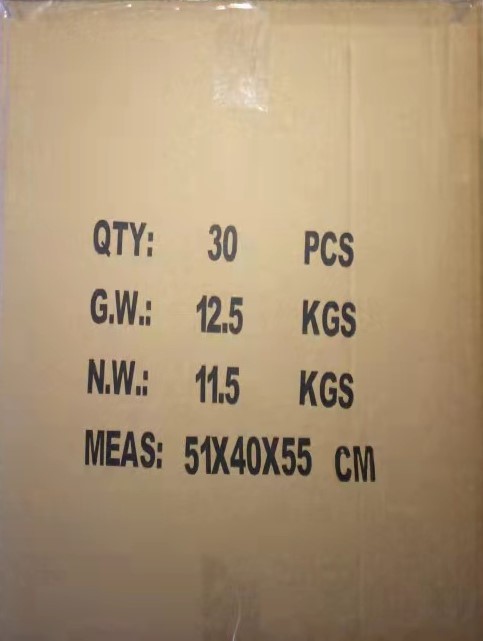 QTY: 30 PCS
G.W.: 12.5 KGS
N.W.: 11.5 KGS
MEAS: 51X40X55 CM